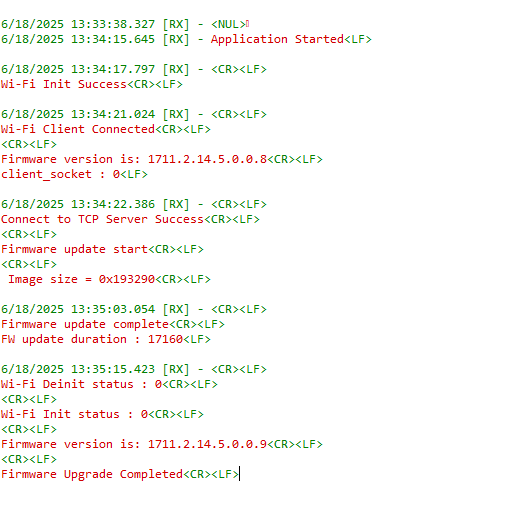 6/18/2025 13:33:38.327 [RX] - <NUL>
6/18/2025 13:34:15.645 [RX] - Application Started<LF>
6/18/2025 13:34:17.797 [RX] - <CR><LF>
Wi-Fi Init Success<CR><LF>
6/18/2025 13:34:21.024 [RX] - <CR><LF>
Wi-Fi Client Connected<CR><LF>
<CR><LF>
Firmware version is: 1711.2.14.5.0.0.8<CR><LF>
client_socket : 0<LF>
6/18/2025 13:34:22.386 [RX] - <CR><LF>
Connect to TCP Server Success<CR><LF>
<CR><LF>
Firmware update start<CR><LF>
<CR><LF>
Image size = 0x193290<CR><LF>
6/18/2025 13:35:03.054 [RX] - <CR><LF>
Firmware update complete<CR><LF>
FW update duration : 17160<LF>
6/18/2025 13:35:15.423 [RX] - <CR><LF>
Wi-Fi Deinit status : 0<CR><LF>
<CR><LF>
Wi-Fi Init status : 0<CR><LF>
<CR><LF>
Firmware version is: 1711.2.14.5.0.0.9<CR><LF>
<CR><LF>
Firmware Upgrade Completed<CR><LF>